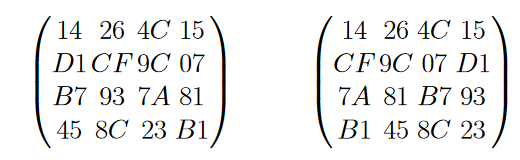 14 26 4C 15 14 26 4C 15
D1 CF 9C 07 CF 9C 07 D1
B7 93 7A 81 7A 81 B7 93
45 8C 23 B1 B1 45 8C 23